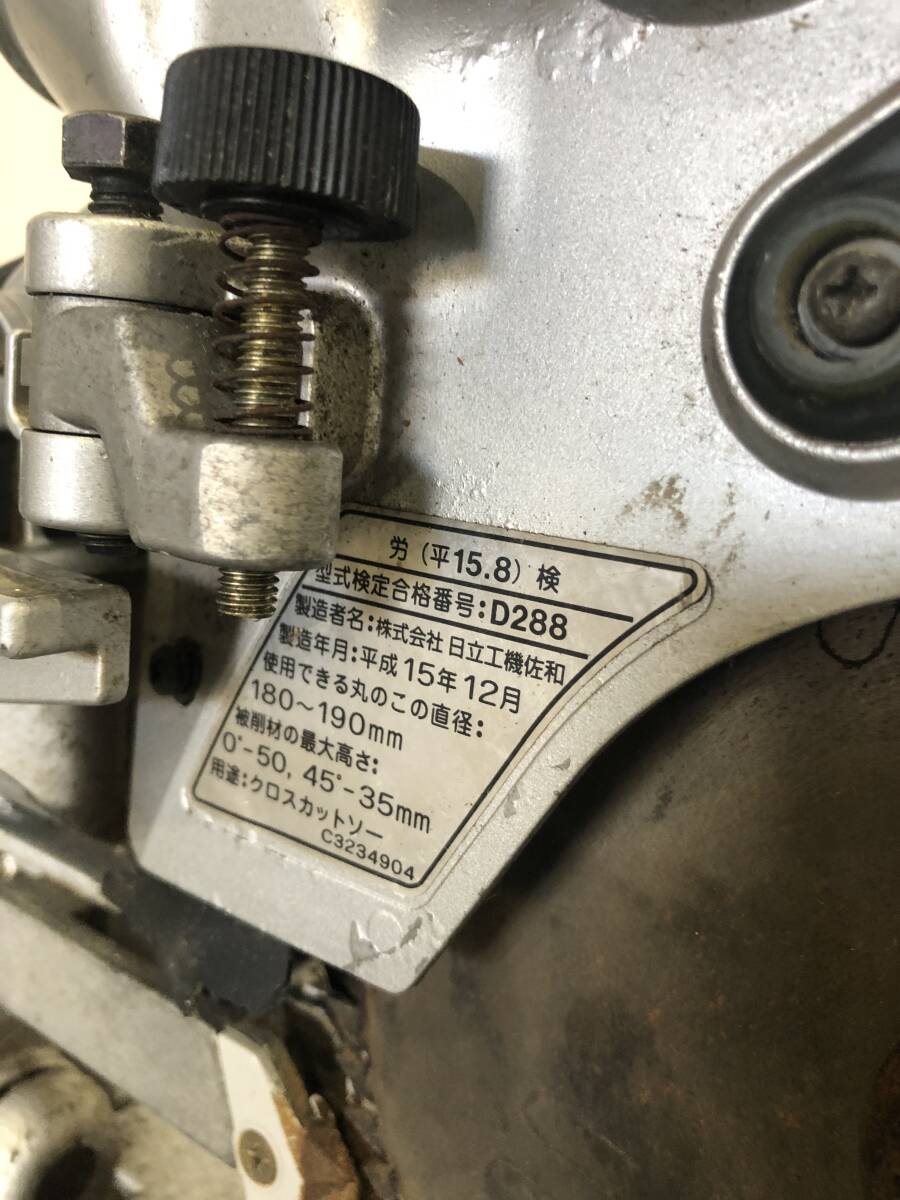 労（平15.8）検
型式検定合格番号：D288
製造者名：株式会社 日立工機佐和
製造年月：平成15年12月
使用できる丸のこの直径：
180～190mm
被削材の最大高さ：
0°-50, 45°-35mm
用途：クロスカットソー
C3234904